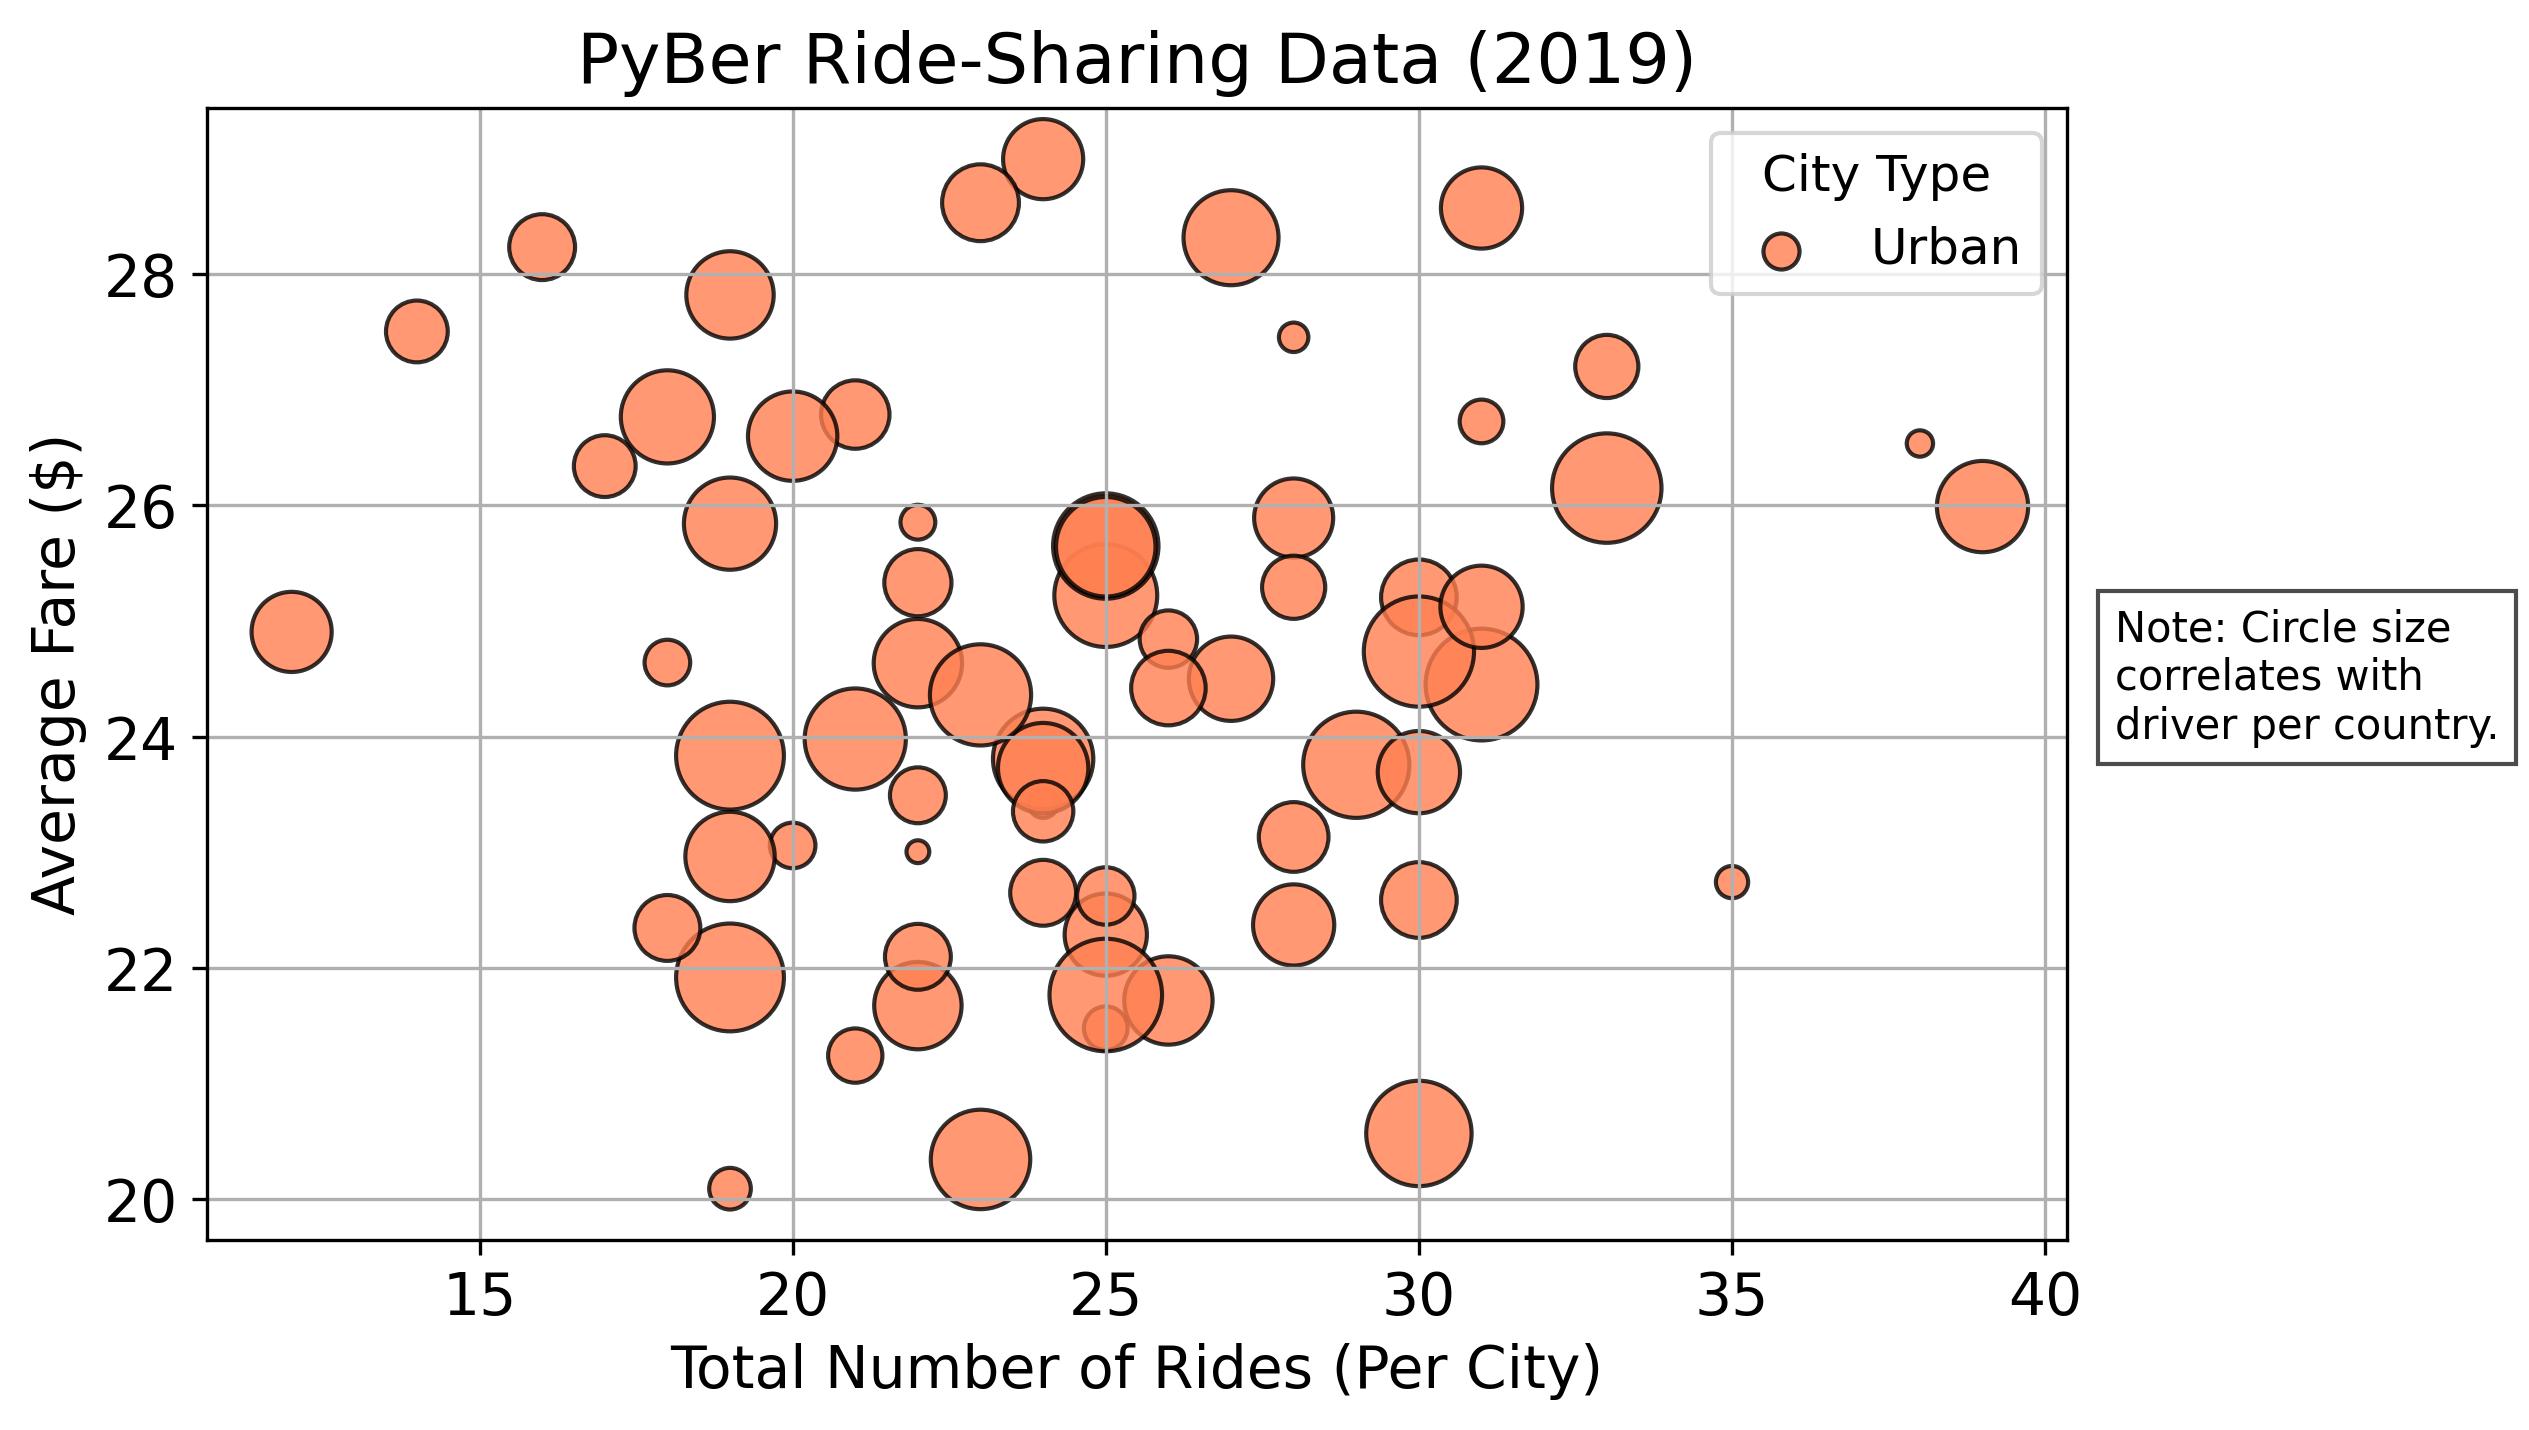 PyBer Ride-Sharing Data (2019)
City Type
Urban
28
26
24
22
20
Average Fare ($)
15 20 25 30 35 40
Total Number of Rides (Per City)
Note: Circle size
correlates with
driver per country.